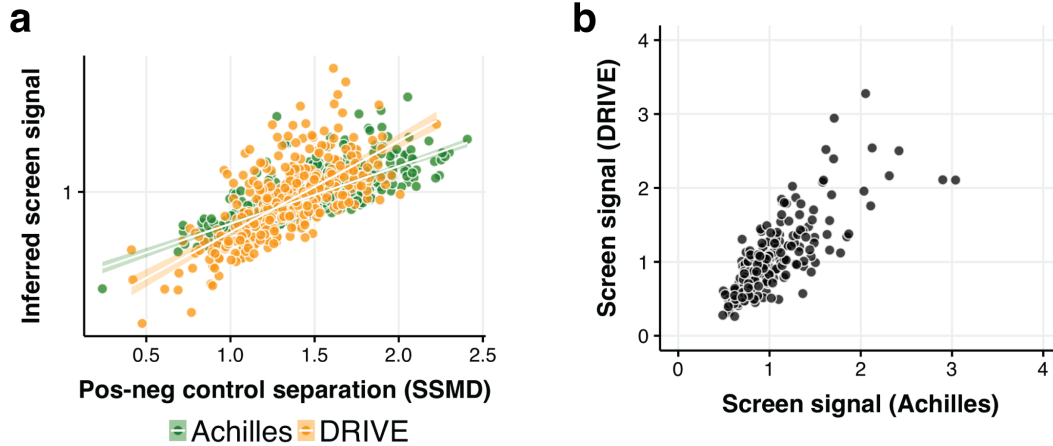 a
Inferred screen signal
1
0.5 1.0 1.5 2.0 2.5
Pos-neg control separation (SSMD)
Achilles DRIVE
b
Screen signal (DRIVE)
4
3
2
1
0
0 1 2 3 4
Screen signal (Achilles)